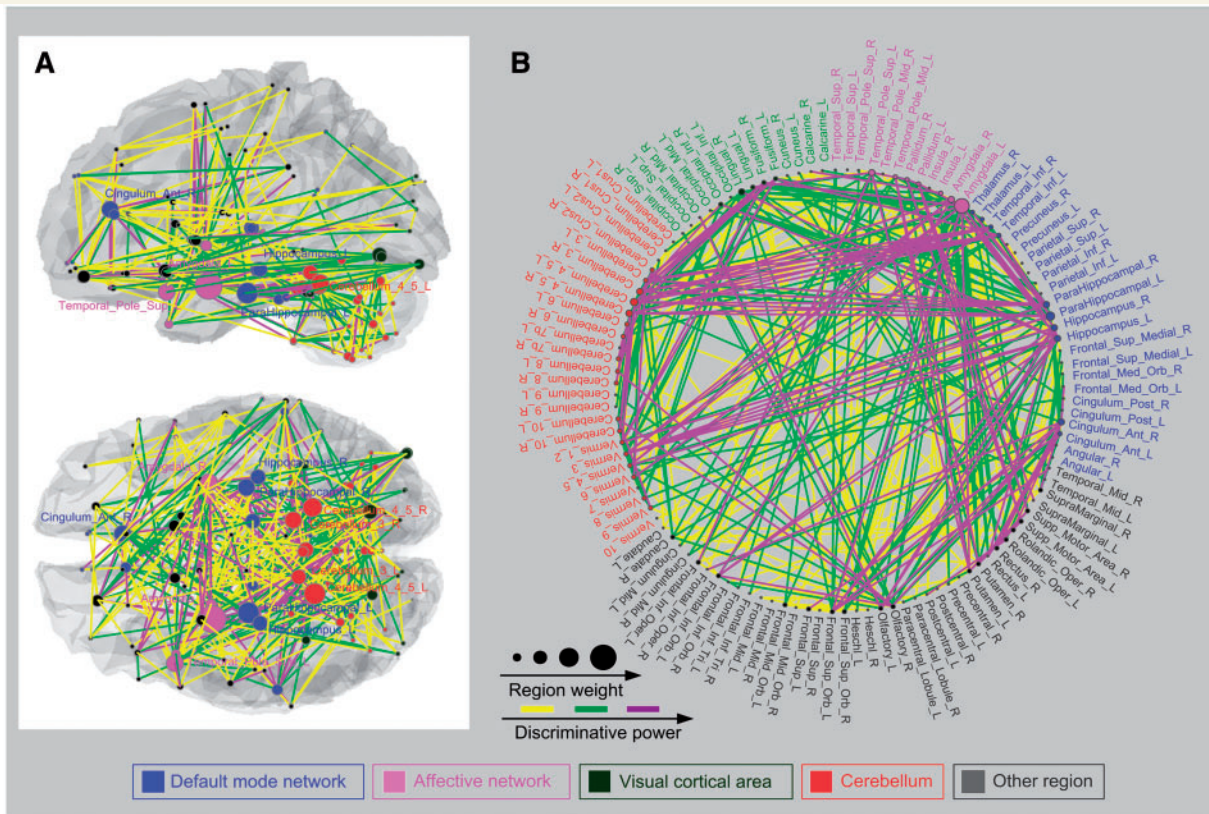 A
Cingulum_Ant_
Temporal_Pole_Sup
ParaHippocampal_L
Hippocampus_R
Cingulum_Ant_R
ParaHippocampal_L
Hippocampus_L
B
Temporal_Sup_R
Temporal_Sup_L
Temporal_Pole_Sup_R
Temporal_Pole_Sup_L
Temporal_Pole_Mid_R
Temporal_Pole_Mid_L
Pallidum_R
Pallidum_L
Insula_R
Insula_L
Amygdala_R
Amygdala_L
Thalamus_R
Thalamus_L
Temporal_Inf_R
Temporal_Inf_L
Precuneus_R
Precuneus_L
Parietal_Sup_R
Parietal_Sup_L
Parietal_Inf_R
Parietal_Inf_L
ParaHippocampal_R
ParaHippocampal_L
Hippocampus_R
Hippocampus_L
Frontal_Sup_Medial_R
Frontal_Sup_Medial_L
Frontal_Med_Orb_R
Frontal_Med_Orb_L
Cingulum_Post_R
Cingulum_Post_L
Cingulum_Ant_R
Cingulum_Ant_L
Angular_R
Angular_L
Temporal_Mid_R
Temporal_Mid_L
SupraMarginal_R
SupraMarginal_L
Supp_Motor_Area_R
Supp_Motor_Area_L
Rolandic_Oper_R
Rolandic_Oper_L
Rectus_R
Rectus_L
Putamen_R
Putamen_L
Precentral_R
Precentral_L
Postcentral_R
Postcentral_L
Paracentral_Lobule_R
Paracentral_Lobule_L
Olfactory_R
Olfactory_L
Heschl_R
Heschl_L
Frontal_Sup_Orb_R
Frontal_Sup_Orb_L
Frontal_Sup_R
Frontal_Sup_L
Frontal_Mid_Orb_R
Frontal_Mid_Orb_L
Frontal_Mid_R
Frontal_Mid_L
Frontal_Inf_Tri_R
Frontal_Inf_Tri_L
Frontal_Inf_Orb_R
Frontal_Inf_Orb_L
Frontal_Inf_Oper_R
Frontal_Inf_Oper_L
Cingulum_Mid_R
Cingulum_Mid_L
Caudate_R
Caudate_L
Vermis_10
Vermis_9
Vermis_8
Vermis_7
Vermis_6
Vermis_4_5
Vermis_3
Vermis_1_2
Cerebellum_10_R
Cerebellum_10_L
Cerebellum_9_R
Cerebellum_9_L
Cerebellum_8_R
Cerebellum_8_L
Cerebellum_7b_R
Cerebellum_7b_L
Cerebellum_6_R
Cerebellum_6_L
Cerebellum_4_5_R
Cerebellum_4_5_L
Cerebellum_3_R
Cerebellum_3_L
Cerebellum_Crus2_R
Cerebellum_Crus2_L
Cerebellum_Crus1_R
Cerebellum_Crus1_L
Occipital_Sup_R
Occipital_Sup_L
Occipital_Mid_R
Occipital_Mid_L
Occipital_Inf_R
Occipital_Inf_L
Lingual_R
Lingual_L
Fusiform_R
Fusiform_L
Cuneus_R
Cuneus_L
Calcarine_R
Calcarine_L
Region weight
Discriminative power
Default mode network
Affective network
Visual cortical area
Cerebellum
Other region